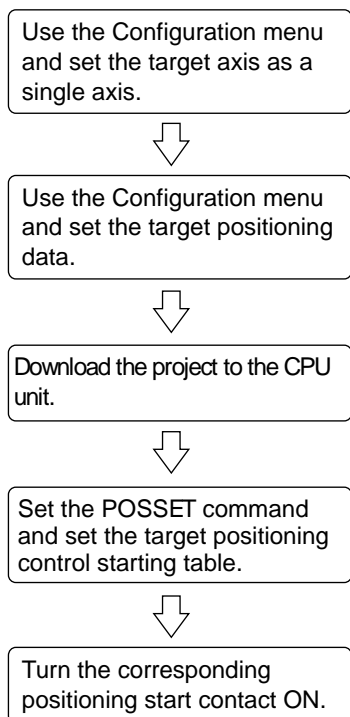 Use the Configuration menu
and set the target axis as a
single axis.
Use the Configuration menu
and set the target positioning
data.
Download the project to the CPU
unit.
Set the POSSET command
and set the target positioning
control starting table.
Turn the corresponding
positioning start contact ON.